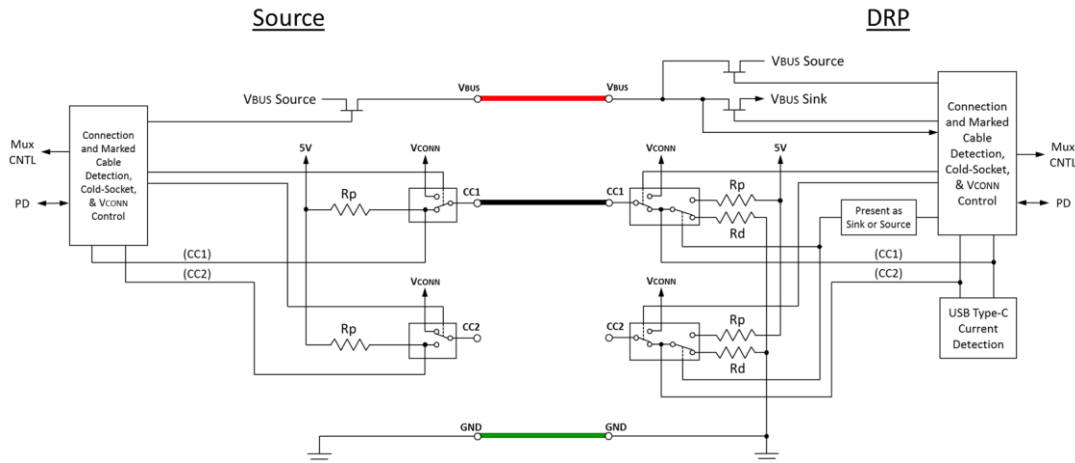 Source
DRP
VBUS Source
VBUS
VBUS
VBUS Source
VBUS Sink
Connection
and Marked
Cable
Detection,
Cold-Socket,
& VCONN
Control
Mux
CNTL
PD
5V
VCONN
Rp
CC1
CC1
VCONN
5V
Rp
Rd
Connection
and Marked
Cable
Detection,
Cold-Socket,
& VCONN
Control
Mux
CNTL
PD
Present as
Sink or Source
(CC1)
(CC2)
(CC1)
(CC2)
VCONN
Rp
CC2
CC2
VCONN
Rp
Rd
USB Type-C
Current
Detection
GND
GND